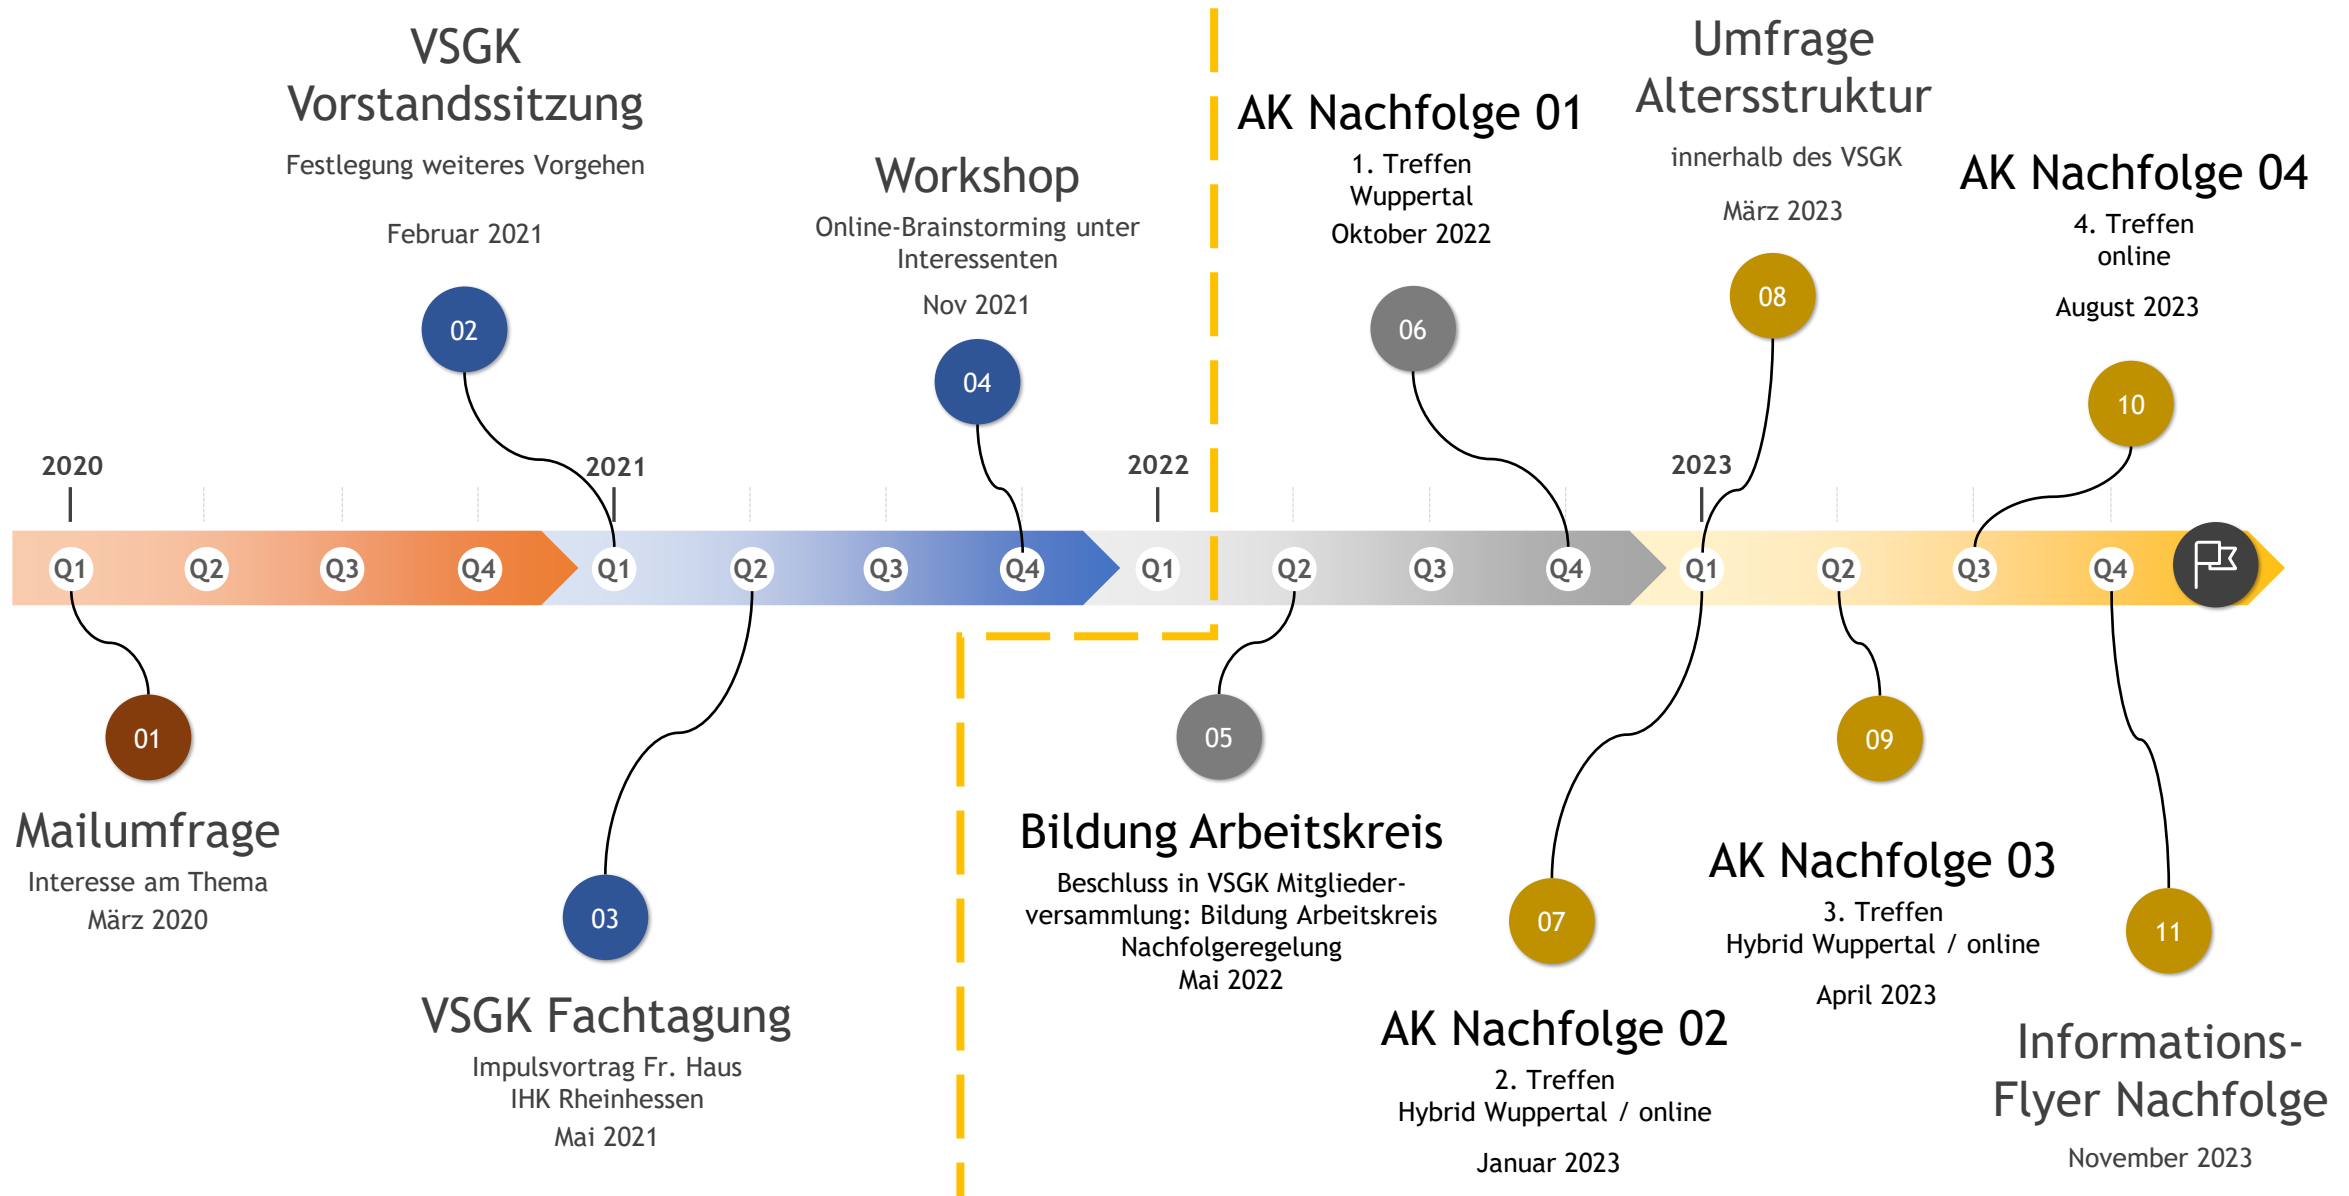 VSGK
Vorstandssitzung
Festlegung weiteres Vorgehen
Februar 2021
02
Workshop
Online-Brainstorming unter
Interessenten
Nov 2021
04
AK Nachfolge 01
1. Treffen
Wuppertal
Oktober 2022
06
Umfrage
Altersstruktur
innerhalb des VSGK
März 2023
08
AK Nachfolge 04
4. Treffen
online
August 2023
10
2020
2021
2022
2023
Q1 Q2 Q3 Q4 Q1 Q2 Q3 Q4 Q1 Q2 Q3 Q4 Q1 Q2 Q3 Q4
01
Mailumfrage
Interesse am Thema
März 2020
03
VSGK Fachtagung
Impulsvortrag Fr. Haus
IHK Rheinhessen
Mai 2021
05
Bildung Arbeitskreis
Beschluss in VSGK Mitglieder-
versammlung: Bildung Arbeitskreis
Nachfolgeregelung
Mai 2022
07
AK Nachfolge 02
2. Treffen
Hybrid Wuppertal / online
Januar 2023
09
AK Nachfolge 03
3. Treffen
Hybrid Wuppertal / online
April 2023
11
Informations-
Flyer Nachfolge
November 2023